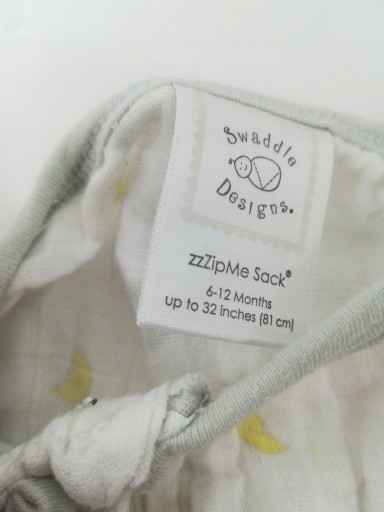 Swaddle
Designs®
zzZipMe Sack®
6-12 Months
up to 32 inches (81 cm)